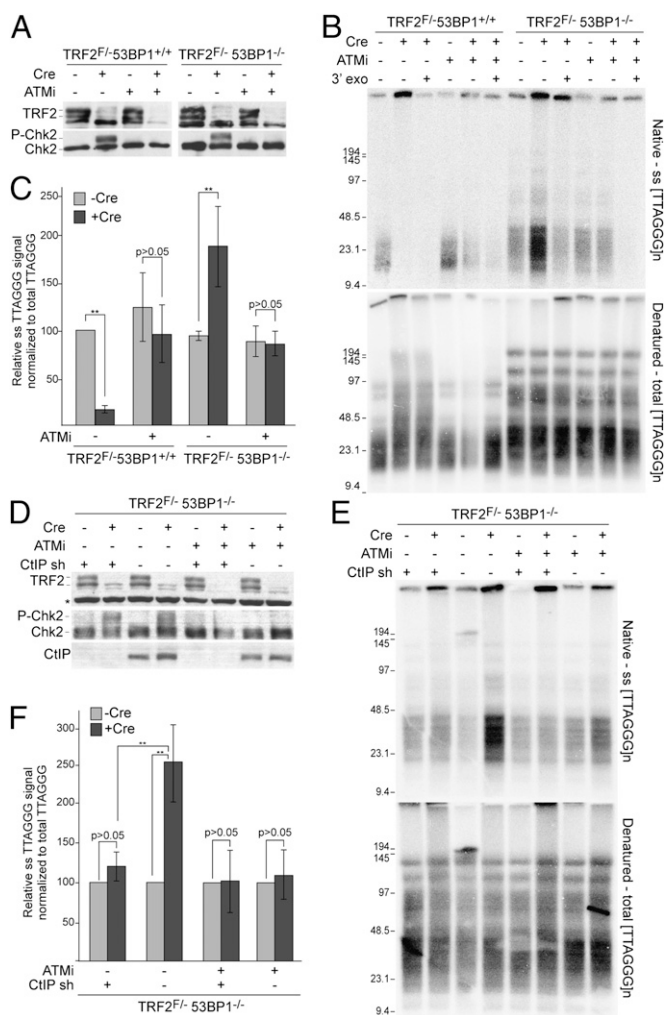 A
TRF2F/-53BP1+/+ TRF2F/- 53BP1-/-
Cre - + - + - + - +
ATMi - - + + - - + +
TRF2
P-Chk2
Chk2
B
TRF2F/-53BP1+/+ TRF2F/- 53BP1-/-
Cre - + + - + + - + + - + +
ATMi - - - + + + - - - + + +
3' exo - - + - - + - - + - - +
194
145
97
48.5
23.1
9.4
Native - ss [TTAGGG]n
194
145
97
48.5
23.1
9.4
Denatured - total [TTAGGG]n
C
Relative ss TTAGGG signal
normalized to total TTAGGG
250
200
150
100
50
-Cre
+Cre
**
p>0.05
**
p>0.05
ATMi - + - +
TRF2F/-53BP1+/+ TRF2F/- 53BP1-/-
D
TRF2F/- 53BP1-/-
Cre - + - + - + - +
ATMi - - - - + + + +
CtIP sh + + - - + + - -
TRF2
*
P-Chk2
Chk2
CtIP
E
TRF2F/- 53BP1-/-
Cre - + - + - + - +
ATMi - - - - + + + +
CtIP sh + + - - + + - -
194
145
97
48.5
23.1
9.4
Native - ss [TTAGGG]n
194
145
97
48.5
23.1
9.4
Denatured - total [TTAGGG]n
F
Relative ss TTAGGG signal
normalized to total TTAGGG
300
250
200
150
100
50
-Cre
+Cre
**
**
p>0.05
p>0.05
p>0.05
ATMi - - + +
CtIP sh + - + -
TRF2F/- 53BP1-/-